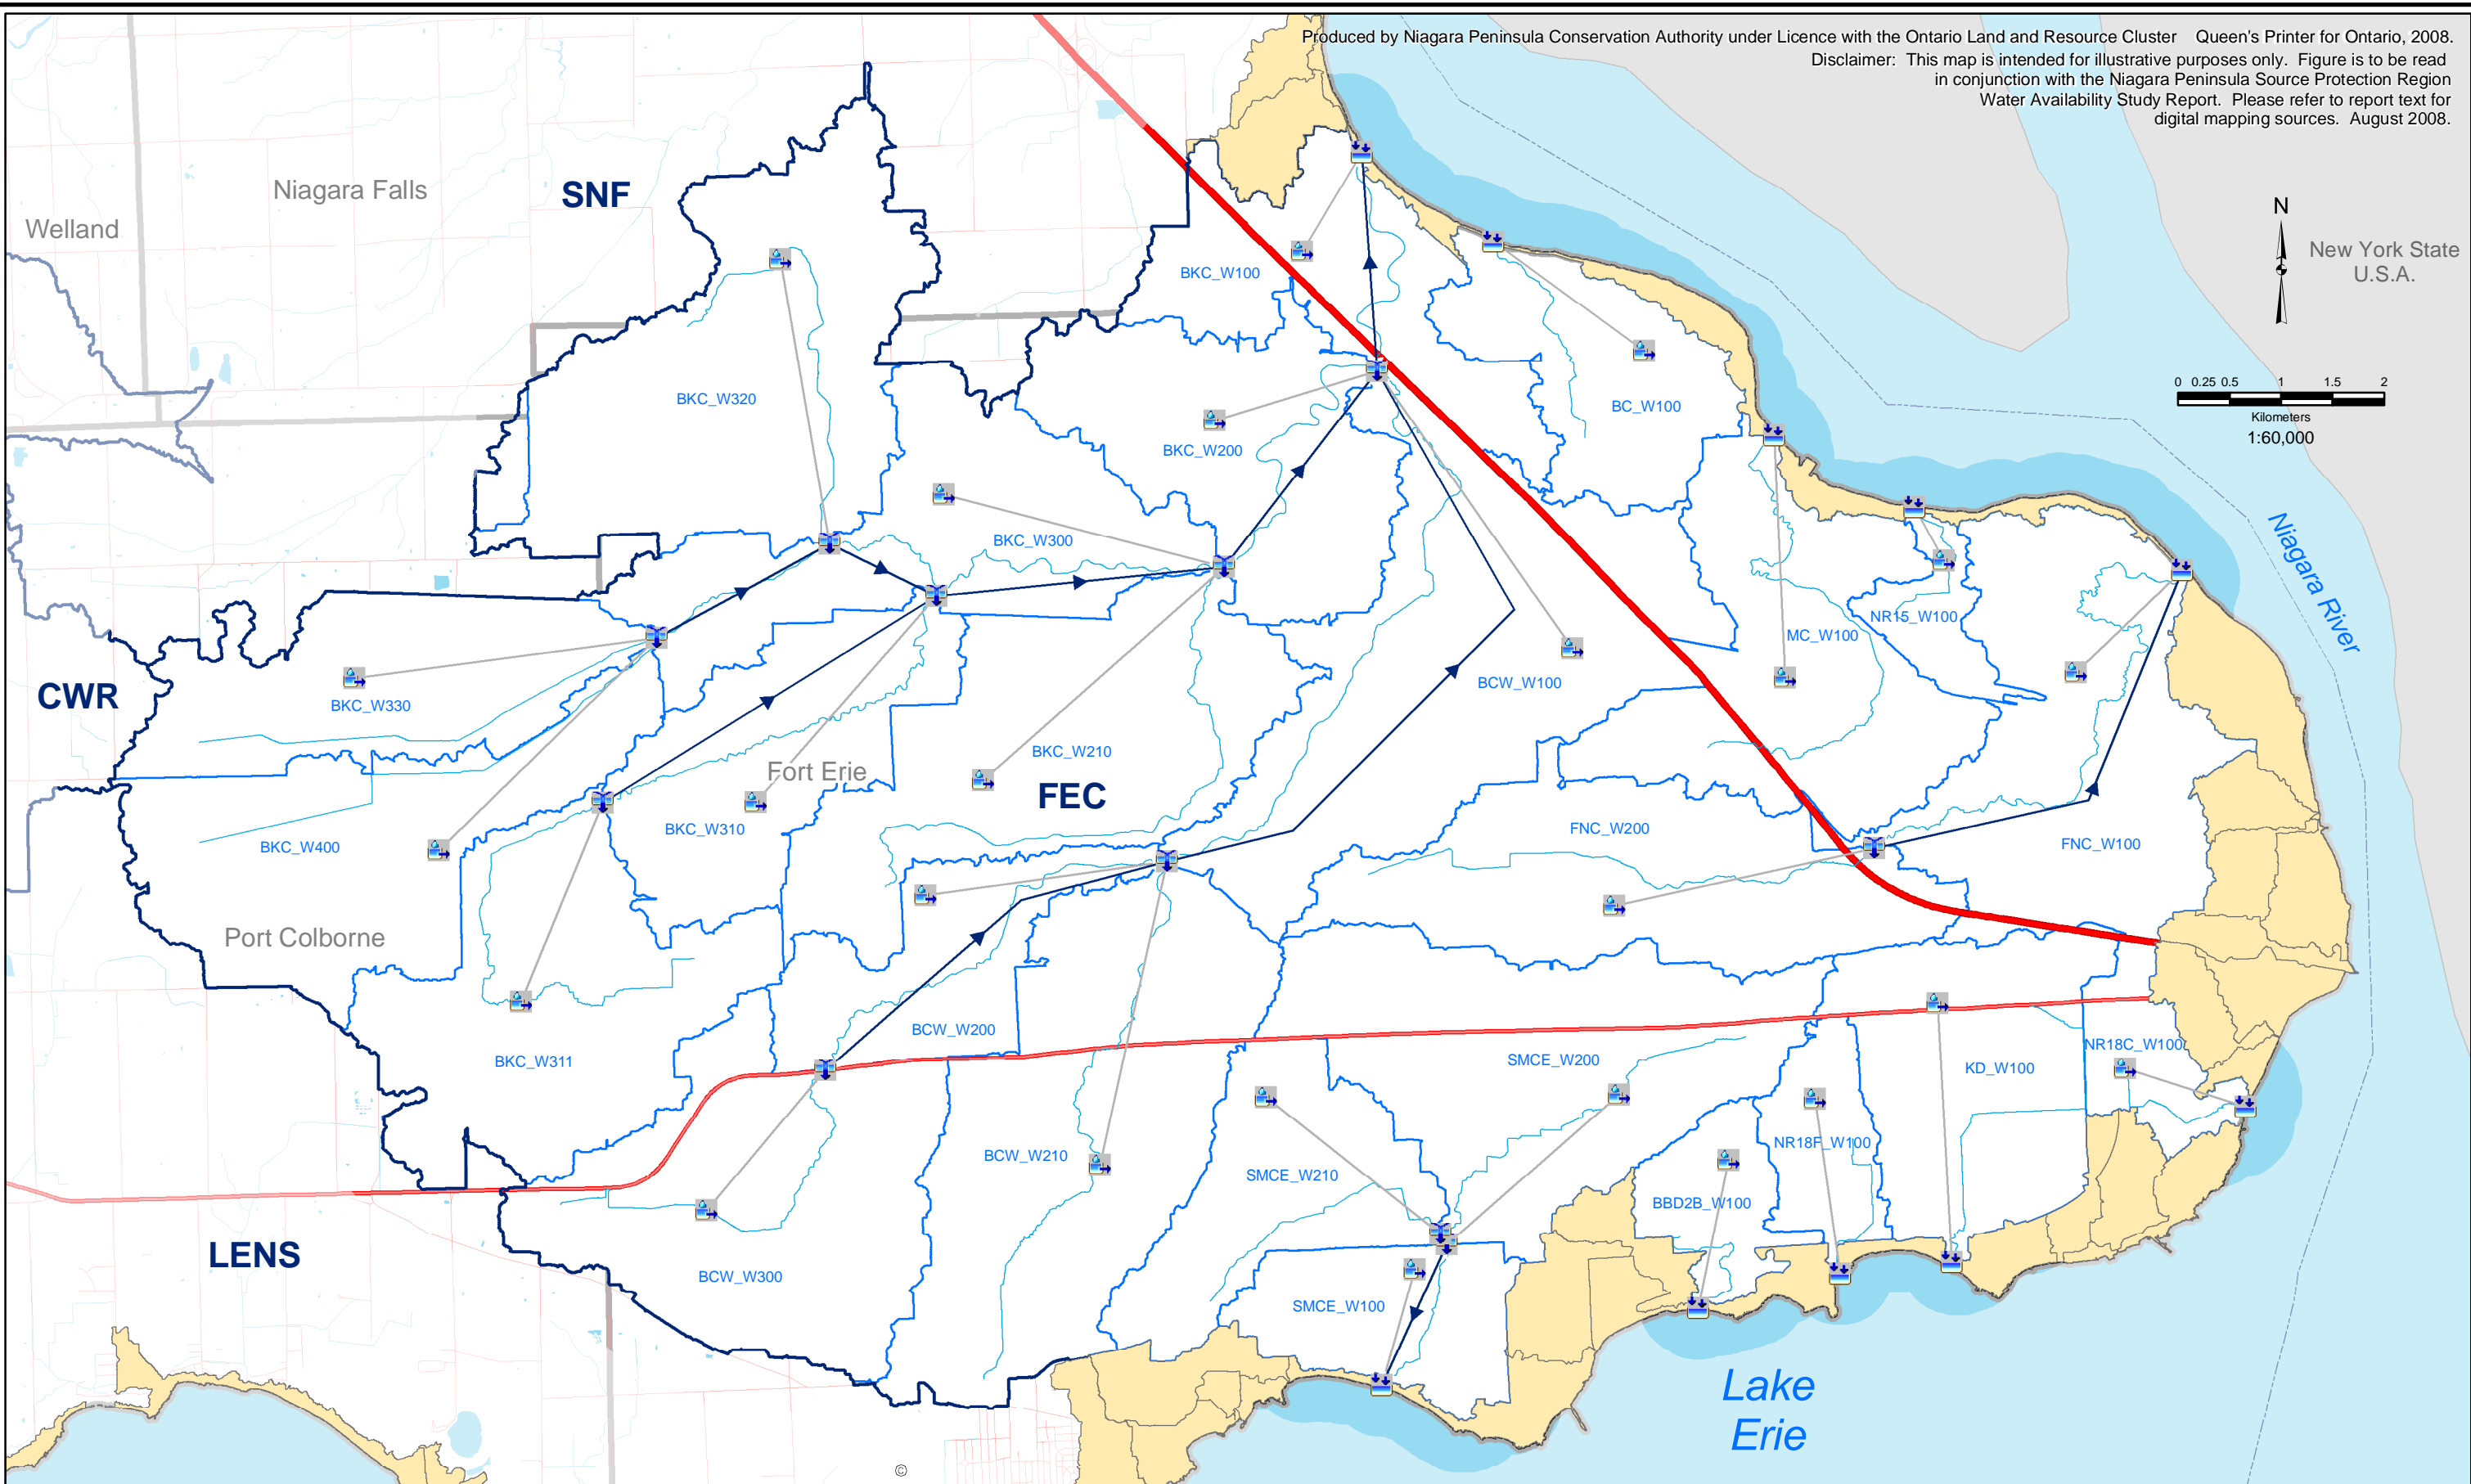 Produced by Niagara Peninsula Conservation Authority under Licence with the Ontario Land and Resource Cluster Queen's Printer for Ontario, 2008.
Disclaimer: This map is intended for illustrative purposes only. Figure is to be read
in conjunction with the Niagara Peninsula Source Protection Region
Water Availability Study Report. Please refer to report text for
digital mapping sources. August 2008.
Niagara Falls
SNF
Welland
N
New York State
U.S.A.
BKC_W100
0 0.25 0.5 1 1.5 2
Kilometers
1:60,000
BKC_W320
BC_W100
BKC_W200
BKC_W300
Niagara River
NR15_W100
MC_W100
CWR
BKC_W330
BCW_W100
BKC_W210
Fort Erie
FEC
BKC_W310
FNC_W200
BKC_W400
FNC_W100
Port Colborne
BCW_W200
BKC_W311
SMCE_W200
NR18C_W100
KD_W100
NR18F_W100
BCW_W210
SMCE_W210
BBD2B_W100
LENS
BCW_W300
SMCE_W100
Lake
Erie
©